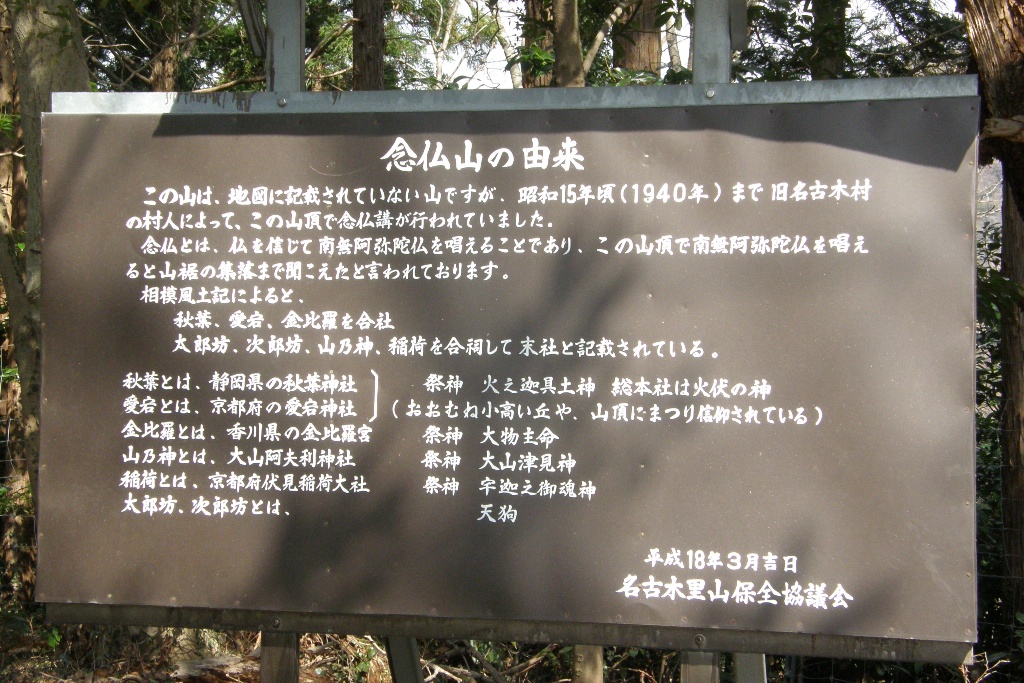 念仏山の由来
この山は、地図に記載されていない山ですが、昭和15年頃(1940年)まで旧名古木村
の村人によって、この山頂で念仏講が行われていました。
念仏とは、仏を信じて南無阿弥陀仏を唱えることであり、この山頂で南無阿弥陀仏を唱え
ると山裾の集落まで聞こえたと言われております。
相模風土記によると、
秋葉、愛宕、金比羅を合社
太郎坊、次郎坊、山乃神、稲荷を合祠して末社と記載されている。
秋葉とは、静岡県の秋葉神社 祭神 火之迦具土神 総本社は火伏の神
愛宕とは、京都府の愛宕神社 (おおむね小高い丘や、山頂にまつり信仰されている)
金比羅とは、香川県の金比羅宮 祭神 大物主命
山乃神とは、大山阿夫利神社 祭神 大山津見神
稲荷とは、京都府伏見稲荷大社 祭神 宇迦之御魂神
太郎坊、次郎坊とは、 天狗
平成18年3月吉日
名古木里山保全協議会